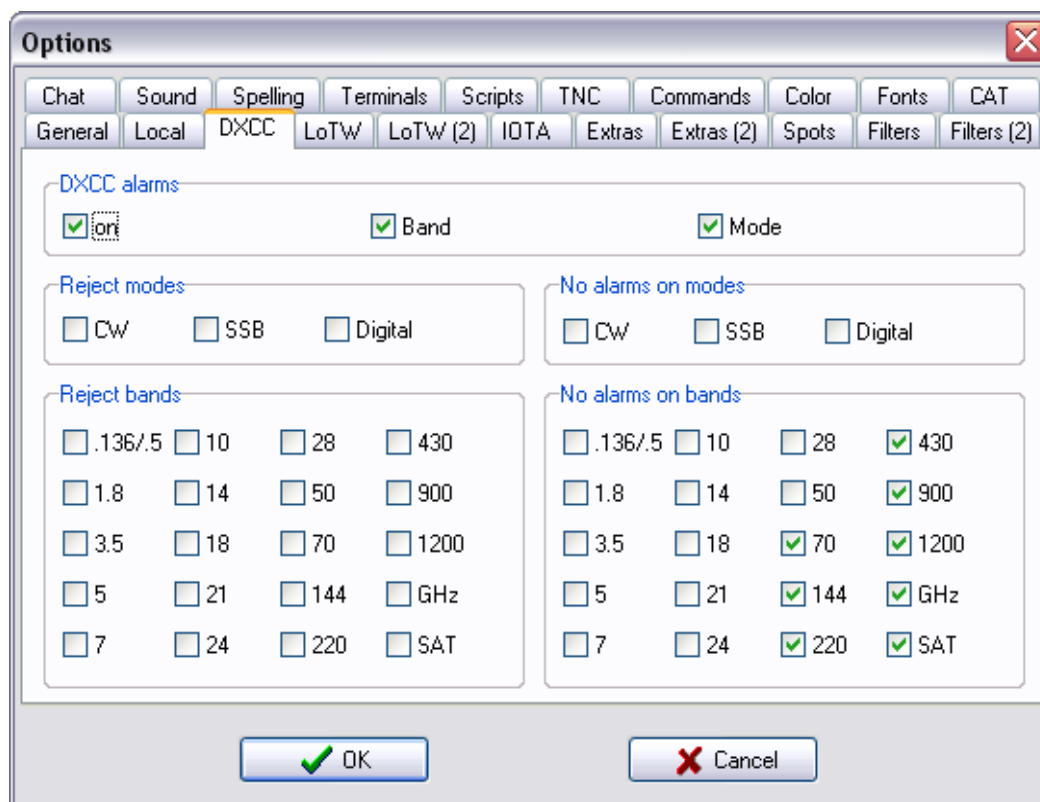 Options
Chat Sound Spelling Terminals Scripts TNC Commands Color Fonts CAT
General Local DXCC LoTW LoTW (2) IOTA Extras Extras (2) Spots Filters Filters (2)
DXCC alarms
on Band Mode
Reject modes
CW SSB Digital
No alarms on modes
CW SSB Digital
Reject bands
.136/.5 10 28 430
1.8 14 50 900
3.5 18 70 1200
5 21 144 GHz
7 24 220 SAT
No alarms on bands
.136/.5 10 28 430
1.8 14 50 900
3.5 18 70 1200
5 21 144 GHz
7 24 220 SAT
OK Cancel